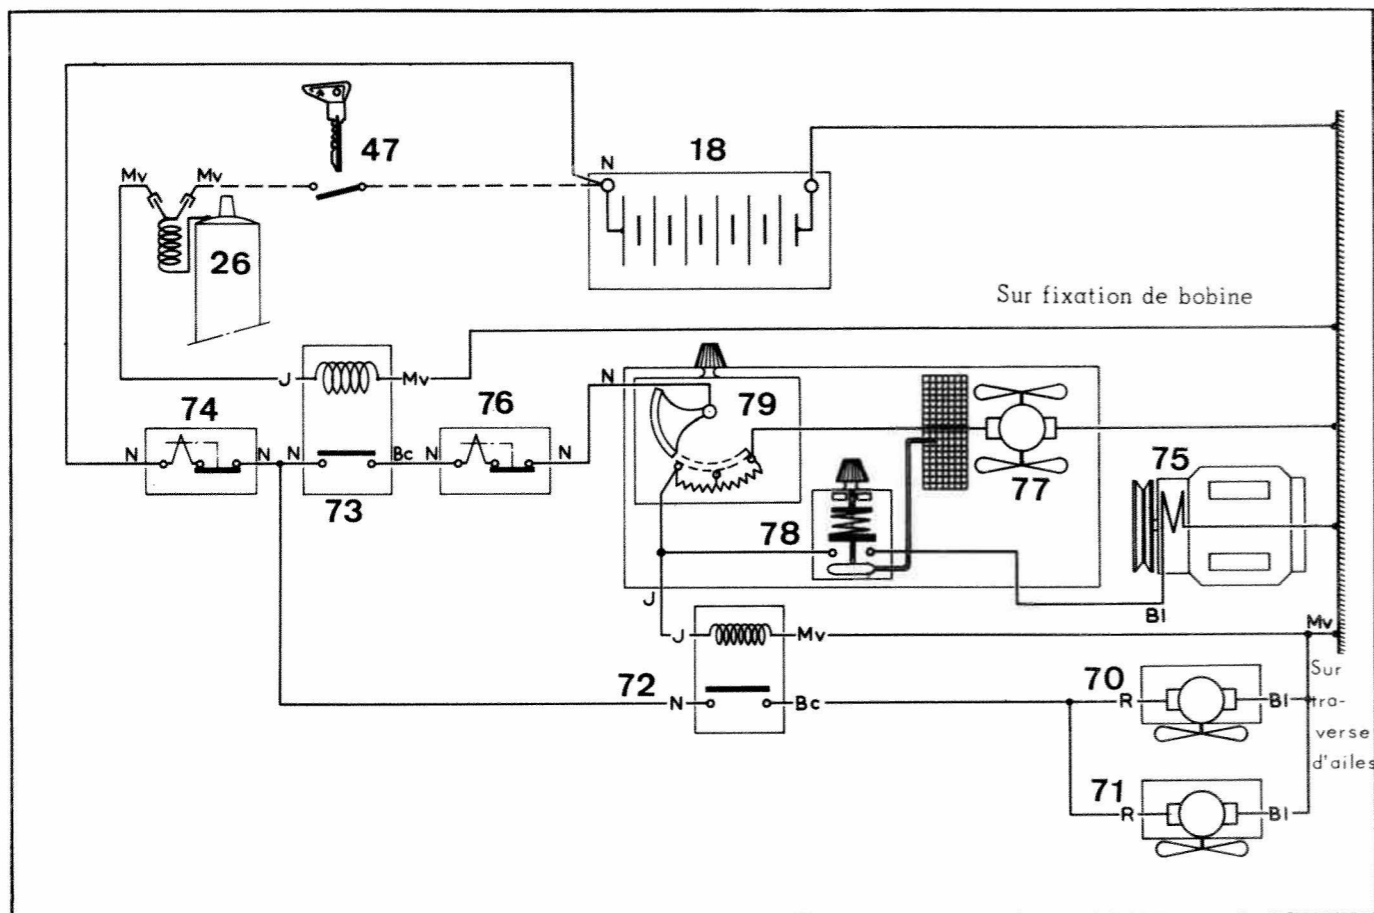 47
18
N
Mv
Mv
26
Sur fixation de bobine
J
Mv
N
79
74
76
77
75
N
N
N
Bc
N
N
73
78
J
Bl
Mv
J
Mv
72
N
Bc
70
R
Bl
Sur
tra-
verse
d'ailes
71
R
Bl